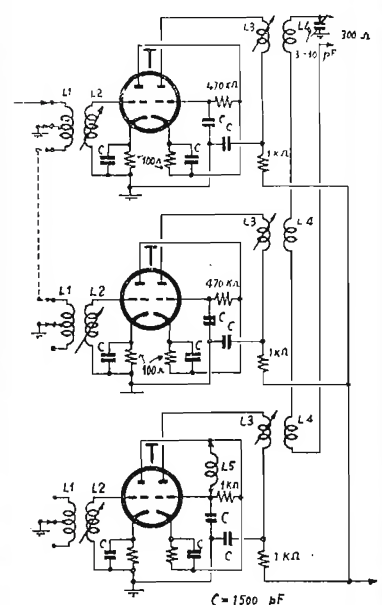 L3 L4
3-10 pF 300 Ω
T
L1 L2 470 KΩ
C
C
C 100Ω C
1 KΩ
L3 L4
T
L1 L2 470 KΩ
C
C
C 100Ω C
1 KΩ
L3 L4
T
L5
L1 L2 1 KΩ
C
C C C
1 KΩ
C = 1500 pF